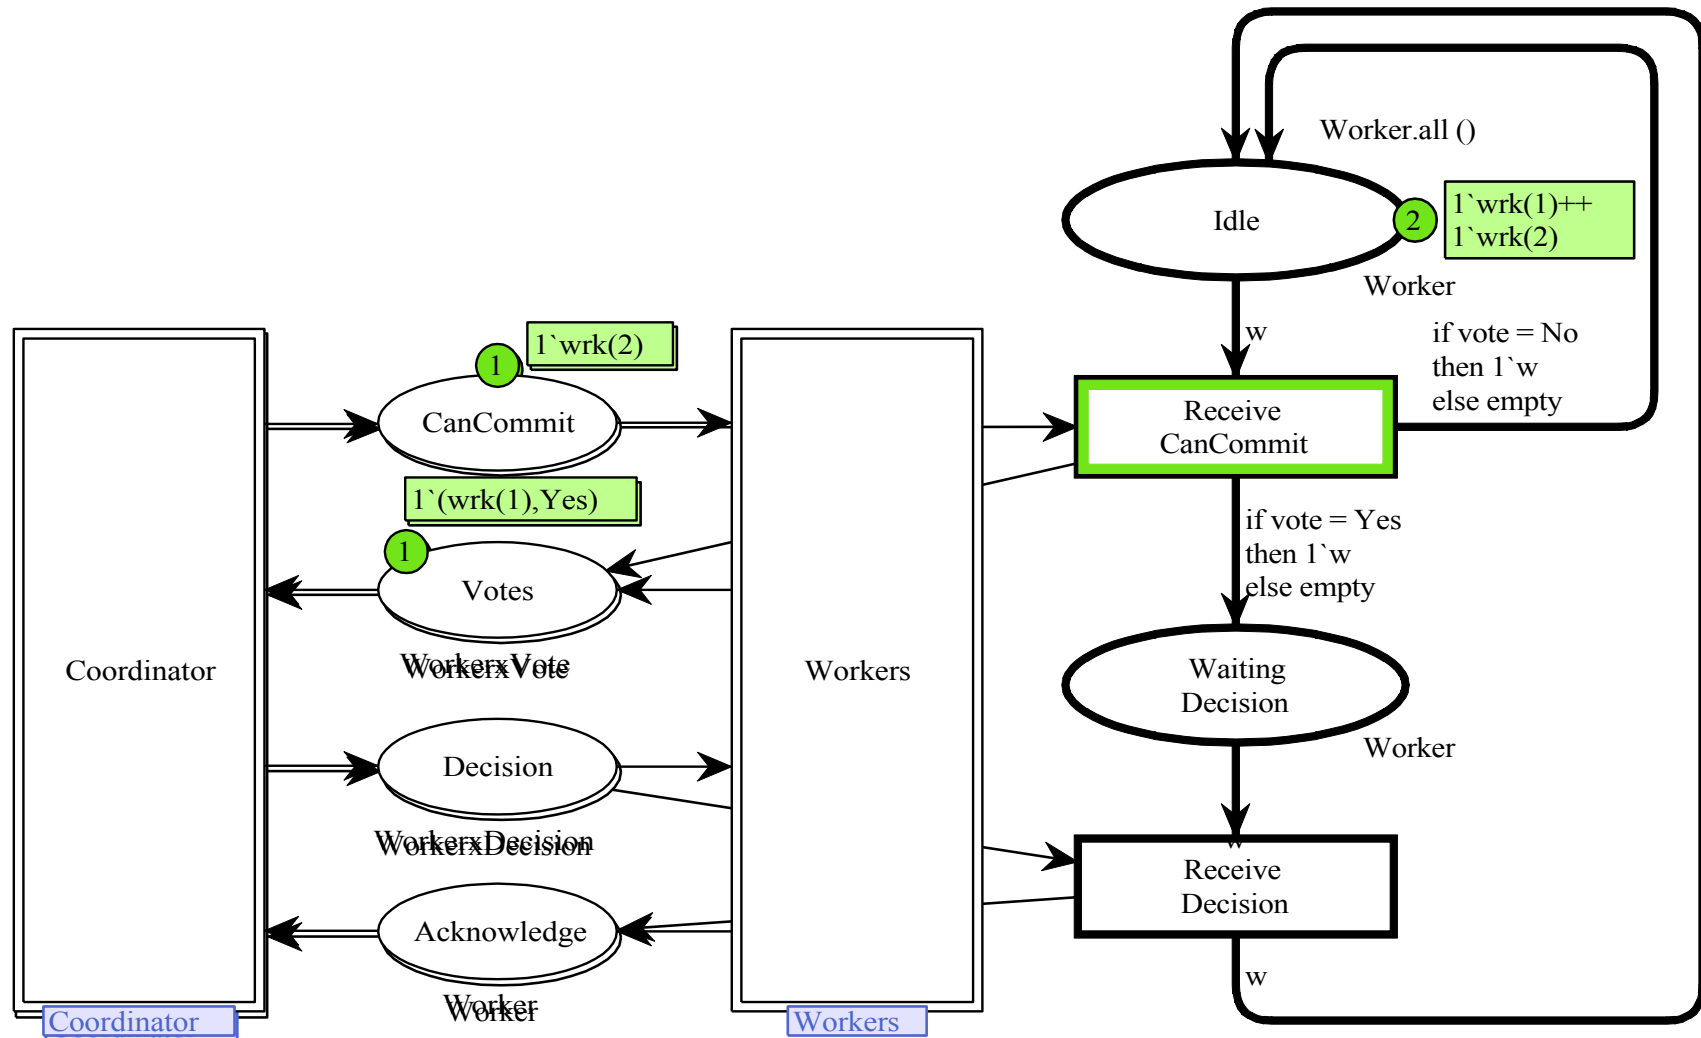 Worker.all ()
Idle
2
1`wrk(1)++
1`wrk(2)
Worker
w
if vote = No
then 1`w
else empty
1
1`wrk(2)
CanCommit
Receive
CanCommit
1`(wrk(1),Yes)
1
Votes
WorkerxVote
if vote = Yes
then 1`w
else empty
Coordinator
Workers
Waiting
Decision
Worker
Decision
WorkerxDecision
w
Receive
Decision
Acknowledge
Worker
w
Coordinator
Workers